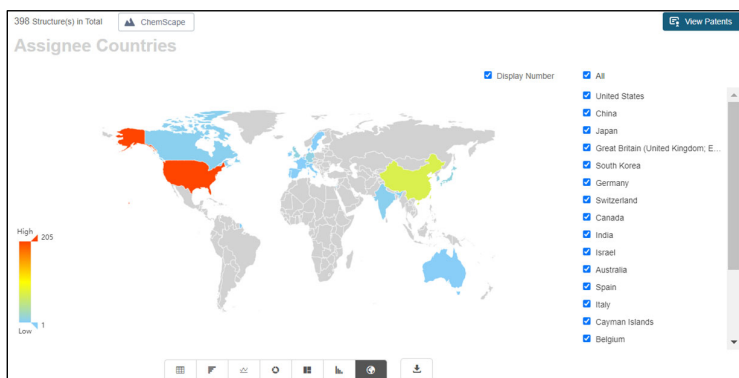 398 Structure(s) in Total
ChemScape
View Patents
Assignee Countries
Display Number
All
United States
China
Japan
Great Britain (United Kingdom; E...
South Korea
Germany
Switzerland
Canada
India
Israel
Australia
Spain
Italy
Cayman Islands
Belgium
High
205
1
Low